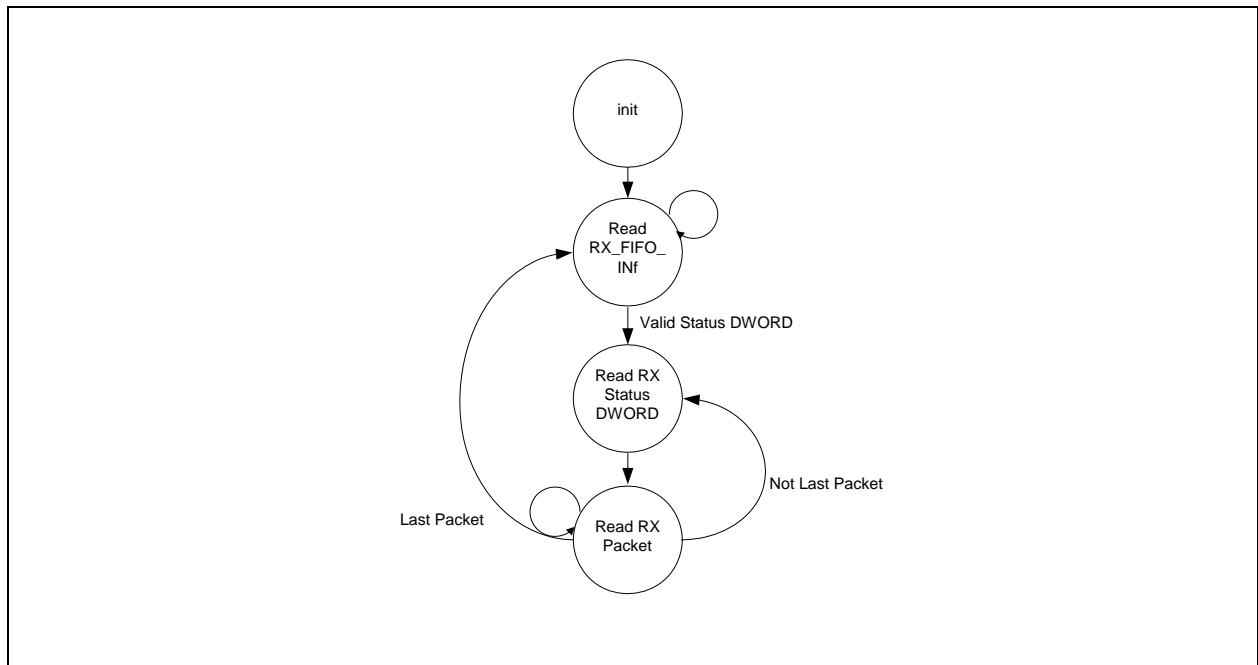 init
Read
RX_FIFO_
INf
Valid Status DWORD
Read RX
Status
DWORD
Not Last Packet
Last Packet
Read RX
Packet